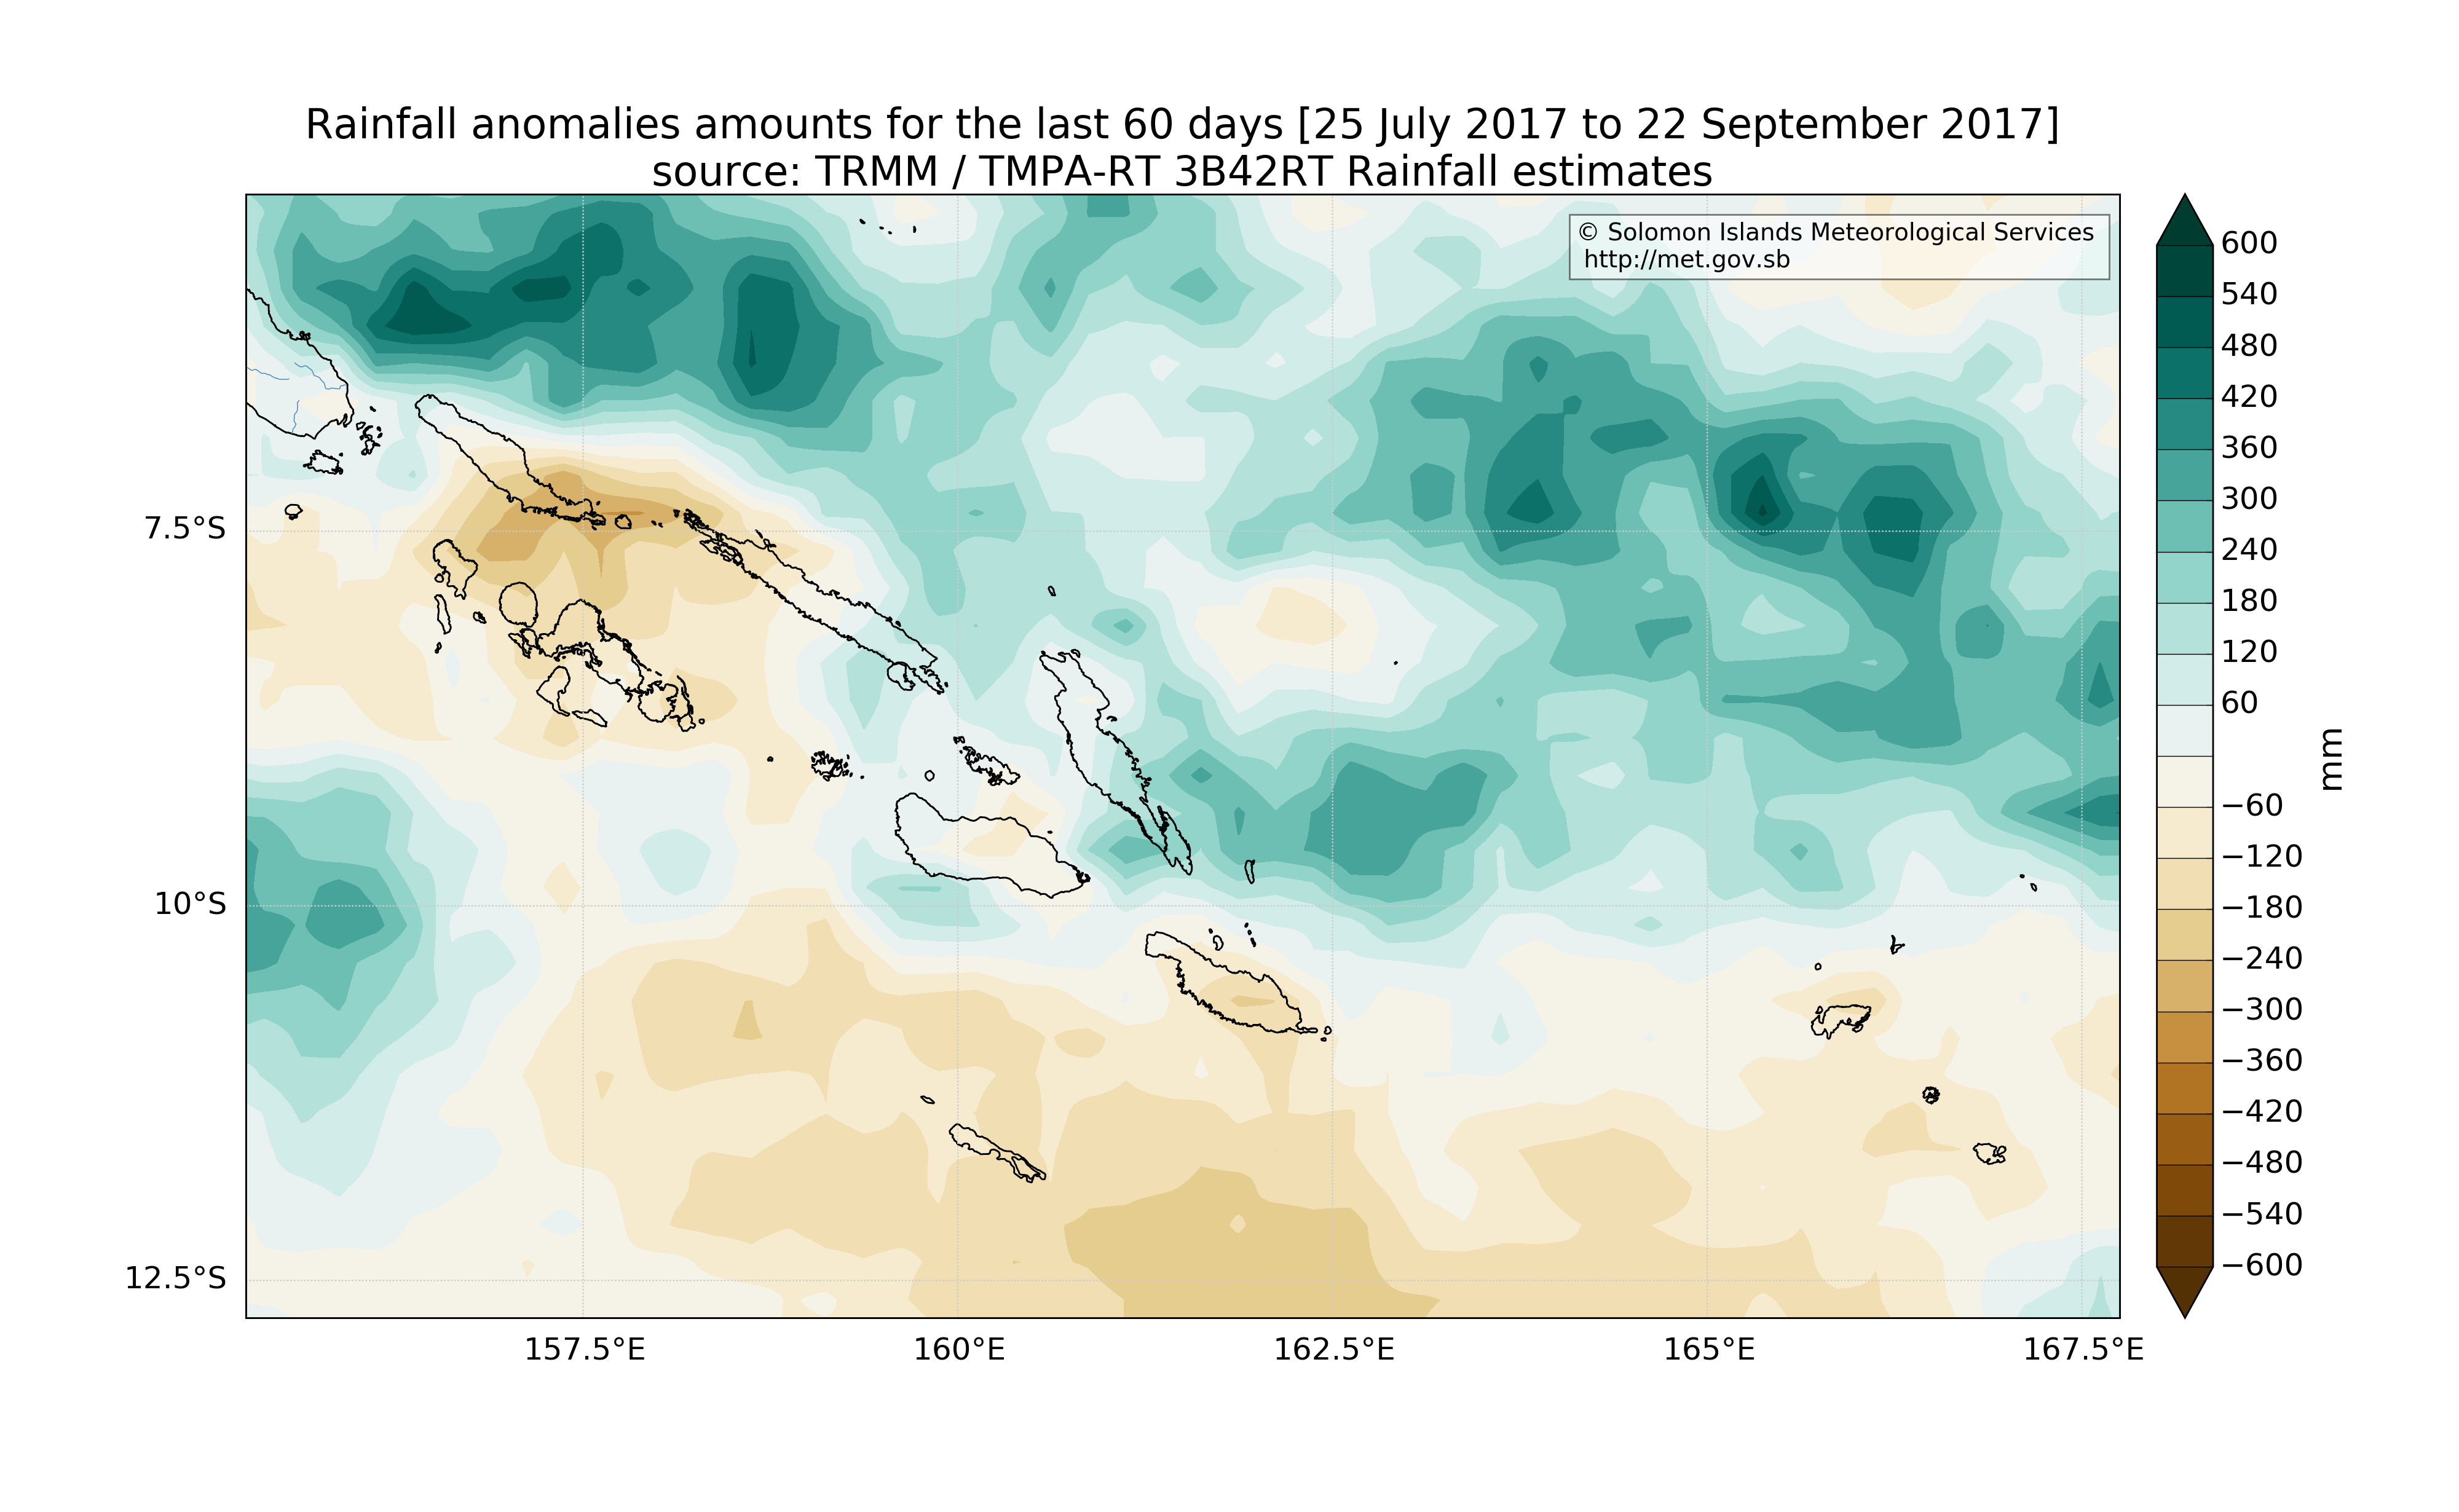 Rainfall anomalies amounts for the last 60 days [25 July 2017 to 22 September 2017]
source: TRMM / TMPA-RT 3B42RT Rainfall estimates
© Solomon Islands Meteorological Services
http://met.gov.sb
7.5°S
10°S
12.5°S
157.5°E
160°E
162.5°E
165°E
167.5°E
600
540
480
420
360
300
240
180
120
60
−60
−120
−180
−240
−300
−360
−420
−480
−540
−600
mm